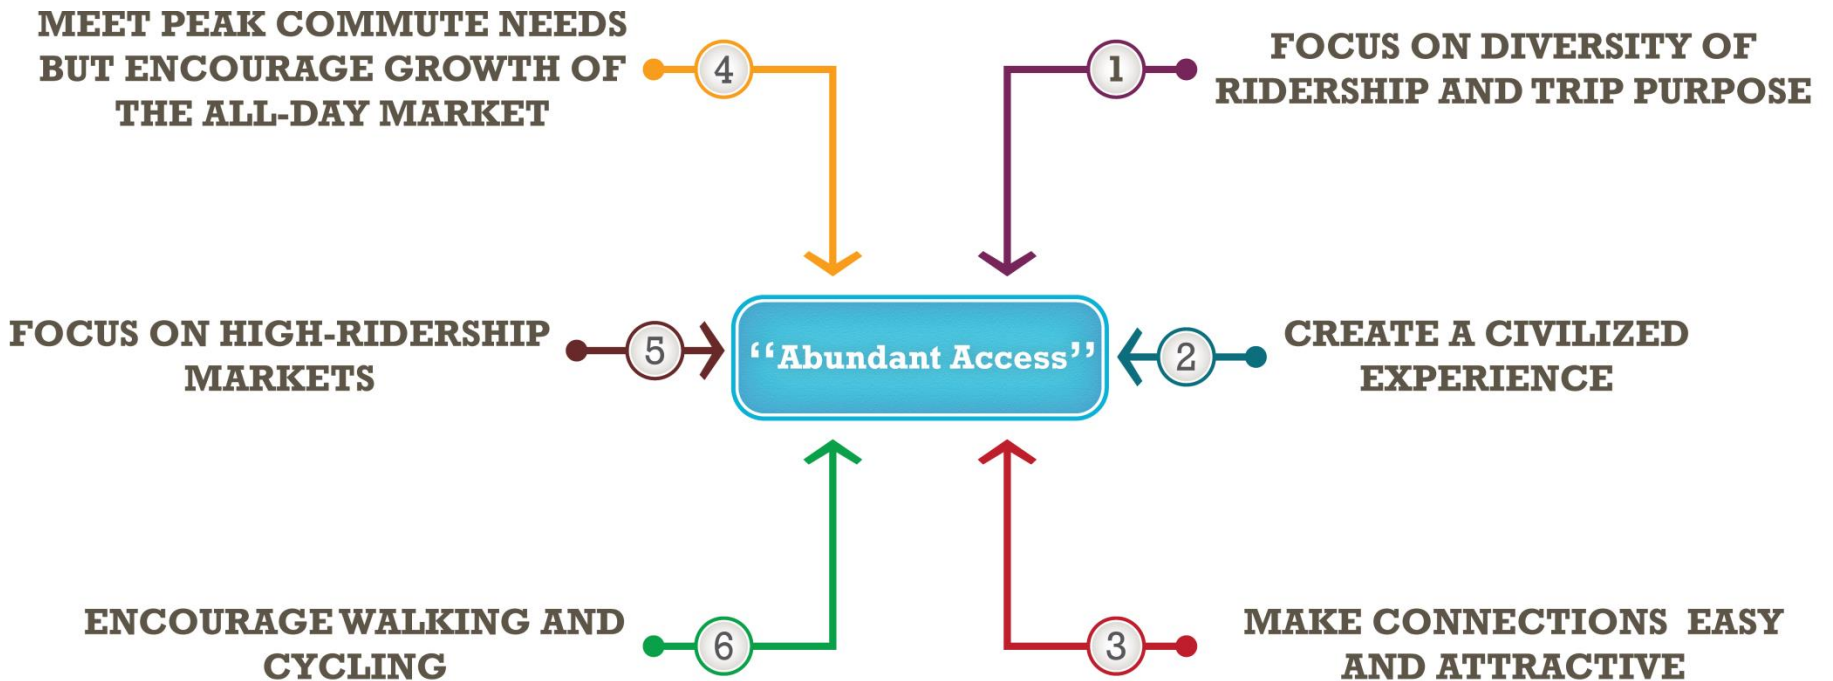 MEET PEAK COMMUTE NEEDS
BUT ENCOURAGE GROWTH OF
THE ALL-DAY MARKET
4
1
FOCUS ON DIVERSITY OF
RIDERSHIP AND TRIP PURPOSE
FOCUS ON HIGH-RIDERSHIP
MARKETS
5
“Abundant Access”
2
CREATE A CIVILIZED
EXPERIENCE
ENCOURAGE WALKING AND
CYCLING
6
3
MAKE CONNECTIONS EASY
AND ATTRACTIVE